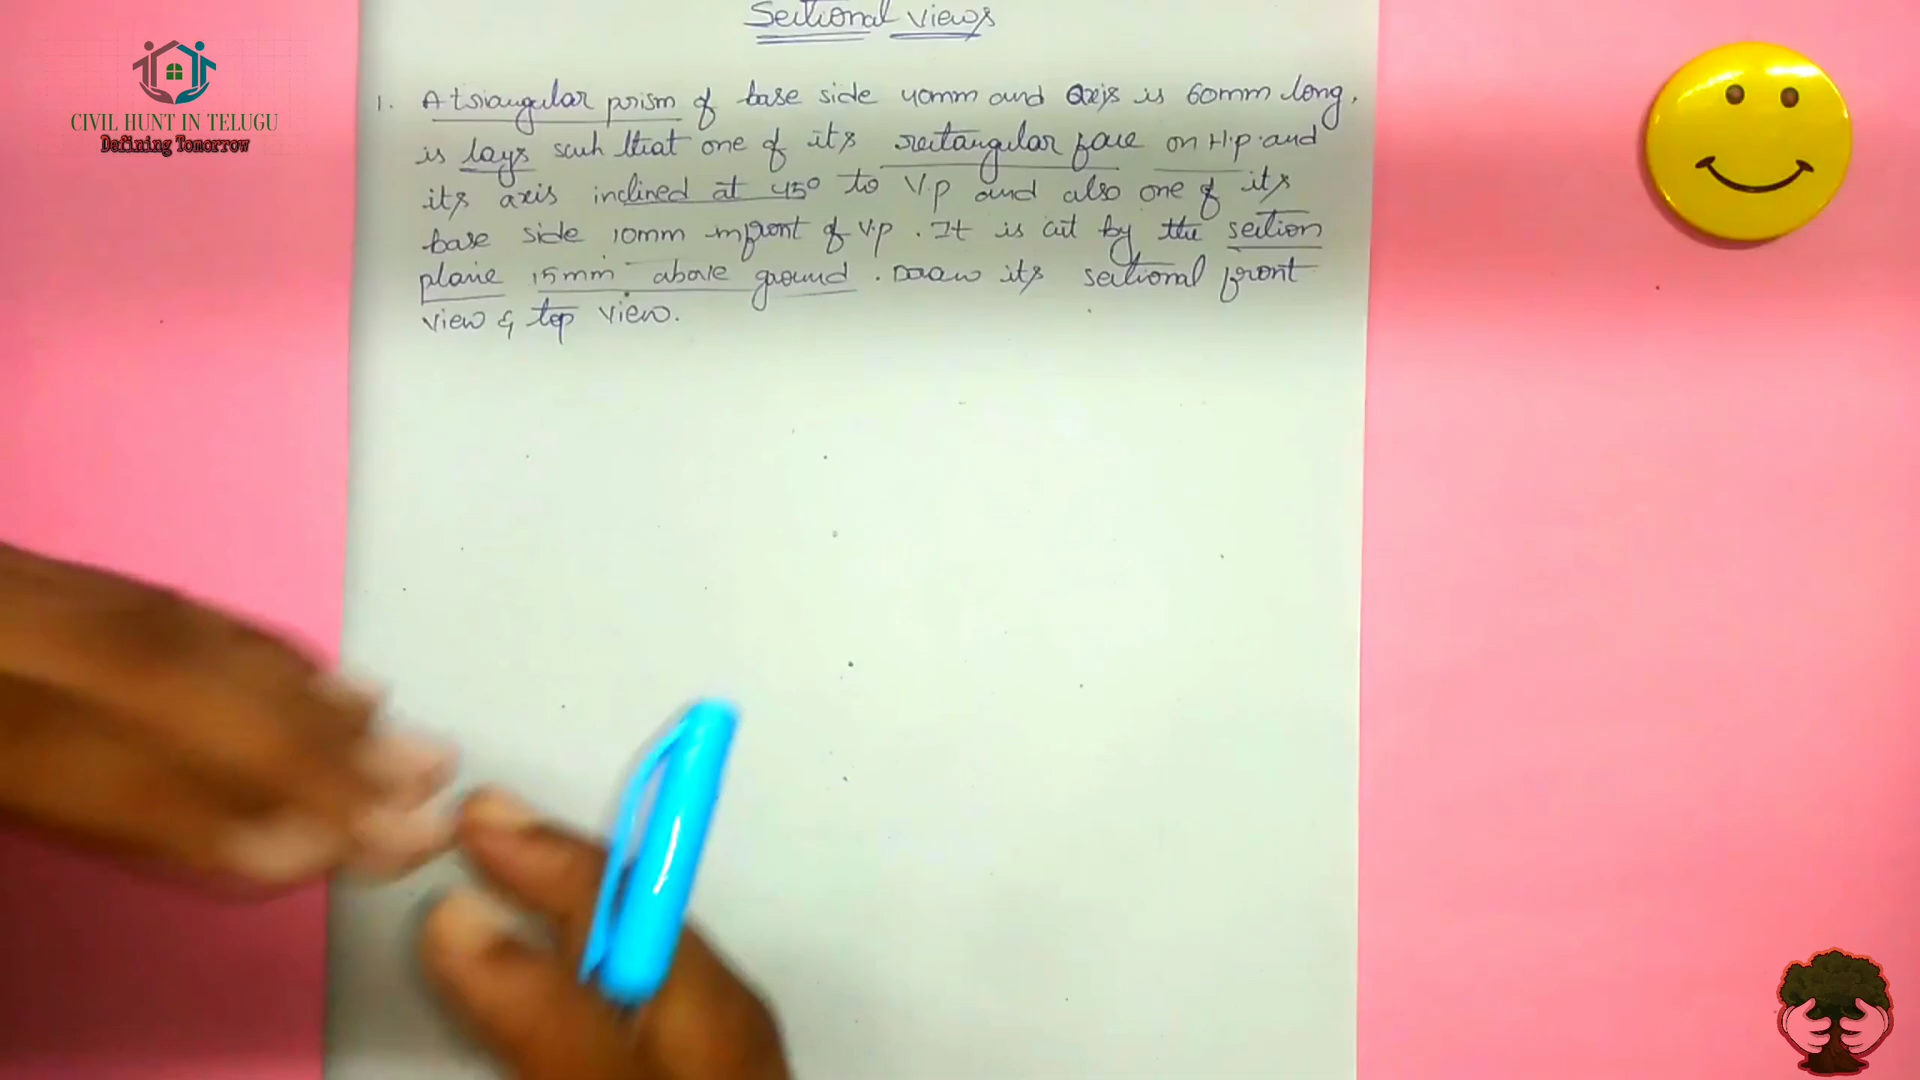 Sectional views
1. A triangular prism of base side 40mm and axis is 60mm long,
is lays such that one of its rectangular face on H.p. and
its axis inclined at 45° to V.p and also one of its
base side 10mm infront of V.p. It is cut by the section
plane 15mm above ground. Draw its sectional front
view & top view.
CIVIL HUNT IN TELUGU
Defining Tomorrow